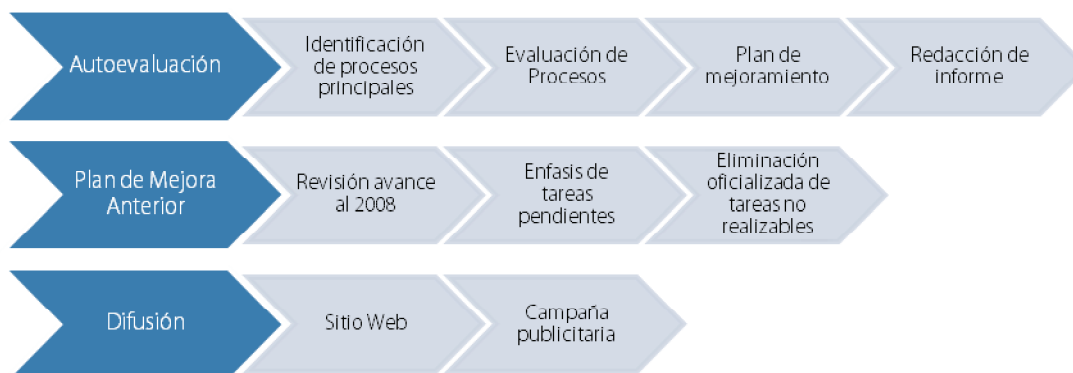 Autoevaluación
Identificación
de procesos
principales
Evaluación de
Procesos
Plan de
mejoramiento
Redacción de
informe
Plan de Mejora
Anterior
Revisión avance
al 2008
Enfasis de
tareas
pendientes
Eliminación
oficializada de
tareas no
realizables
Difusión
Sitio Web
Campaña
publicitaria